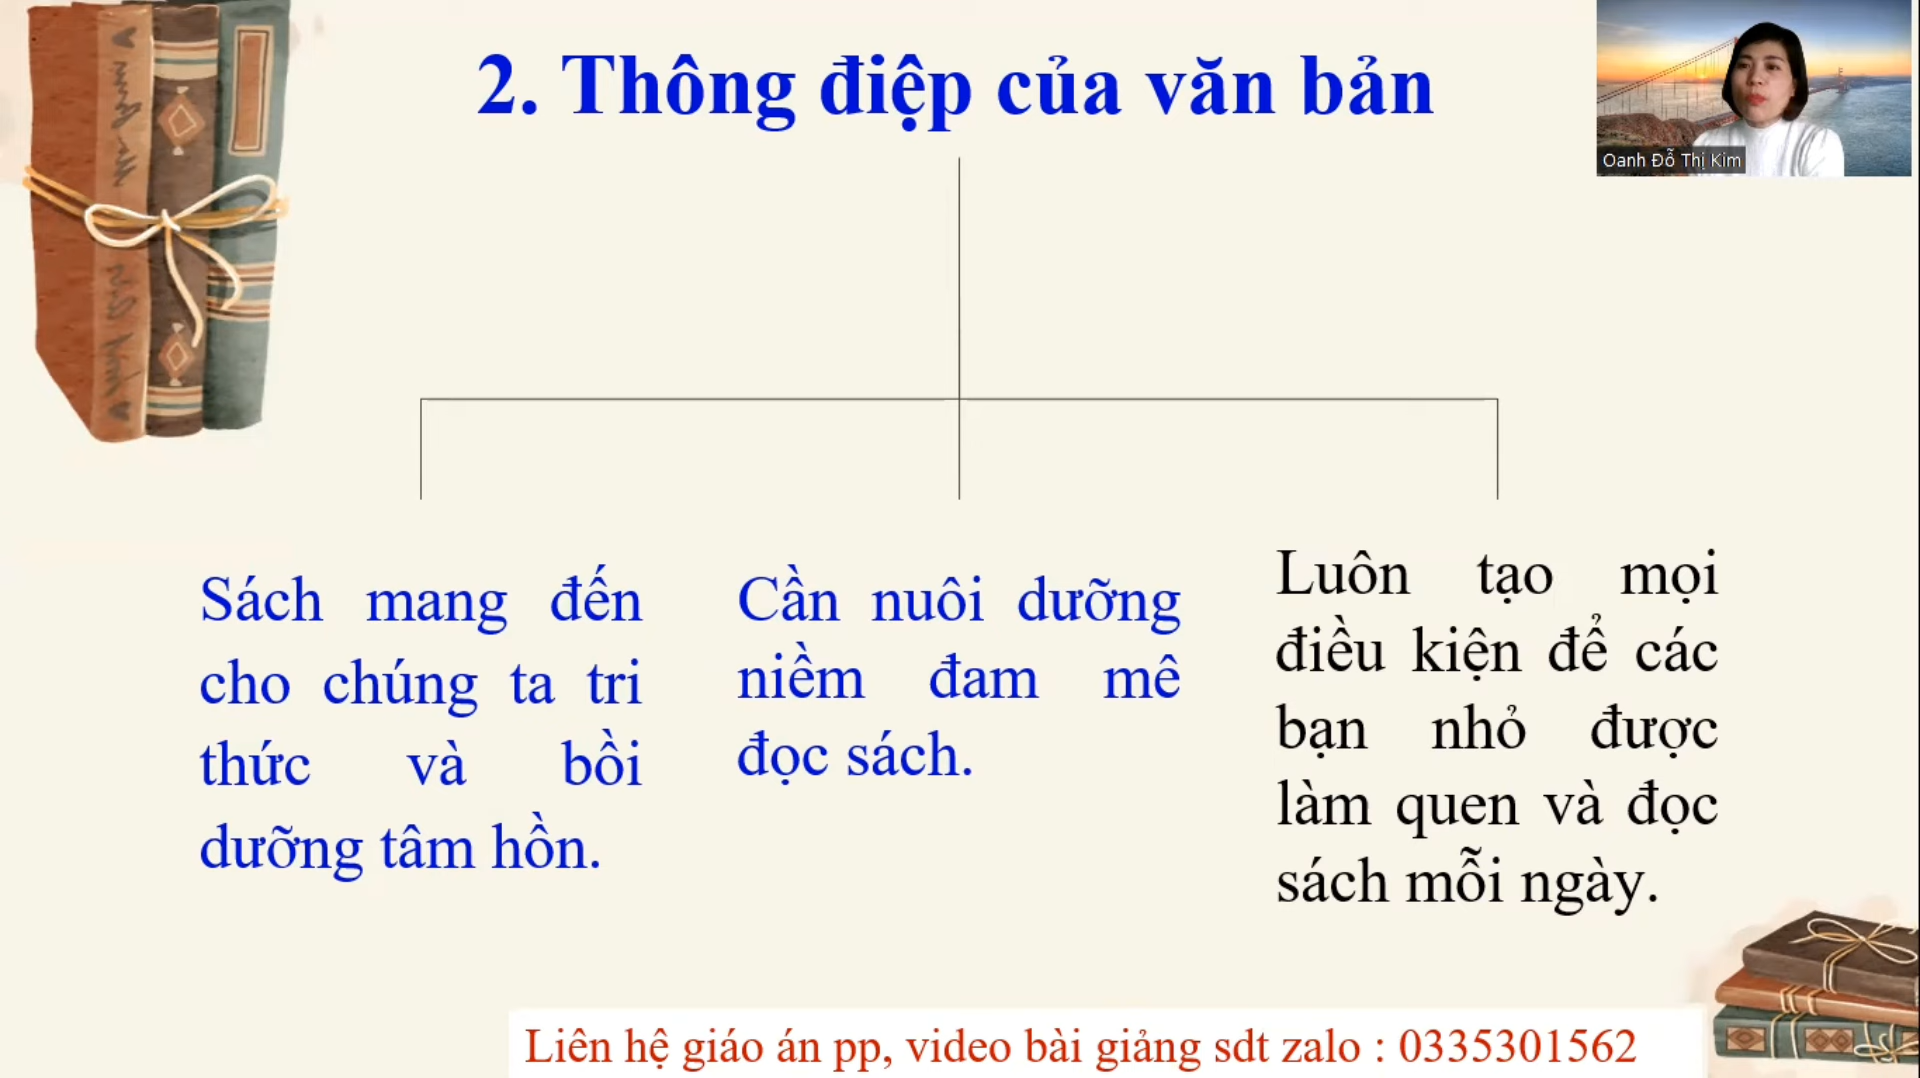 2. Thông điệp của văn bản
Oanh Đỗ Thị Kim
Sách mang đến
cho chúng ta tri
thức và bồi
dưỡng tâm hồn.
Cần nuôi dưỡng
niềm đam mê
đọc sách.
Luôn tạo mọi
điều kiện để các
bạn nhỏ được
làm quen và đọc
sách mỗi ngày.
Liên hệ giáo án pp, video bài giảng sdt zalo : 0335301562